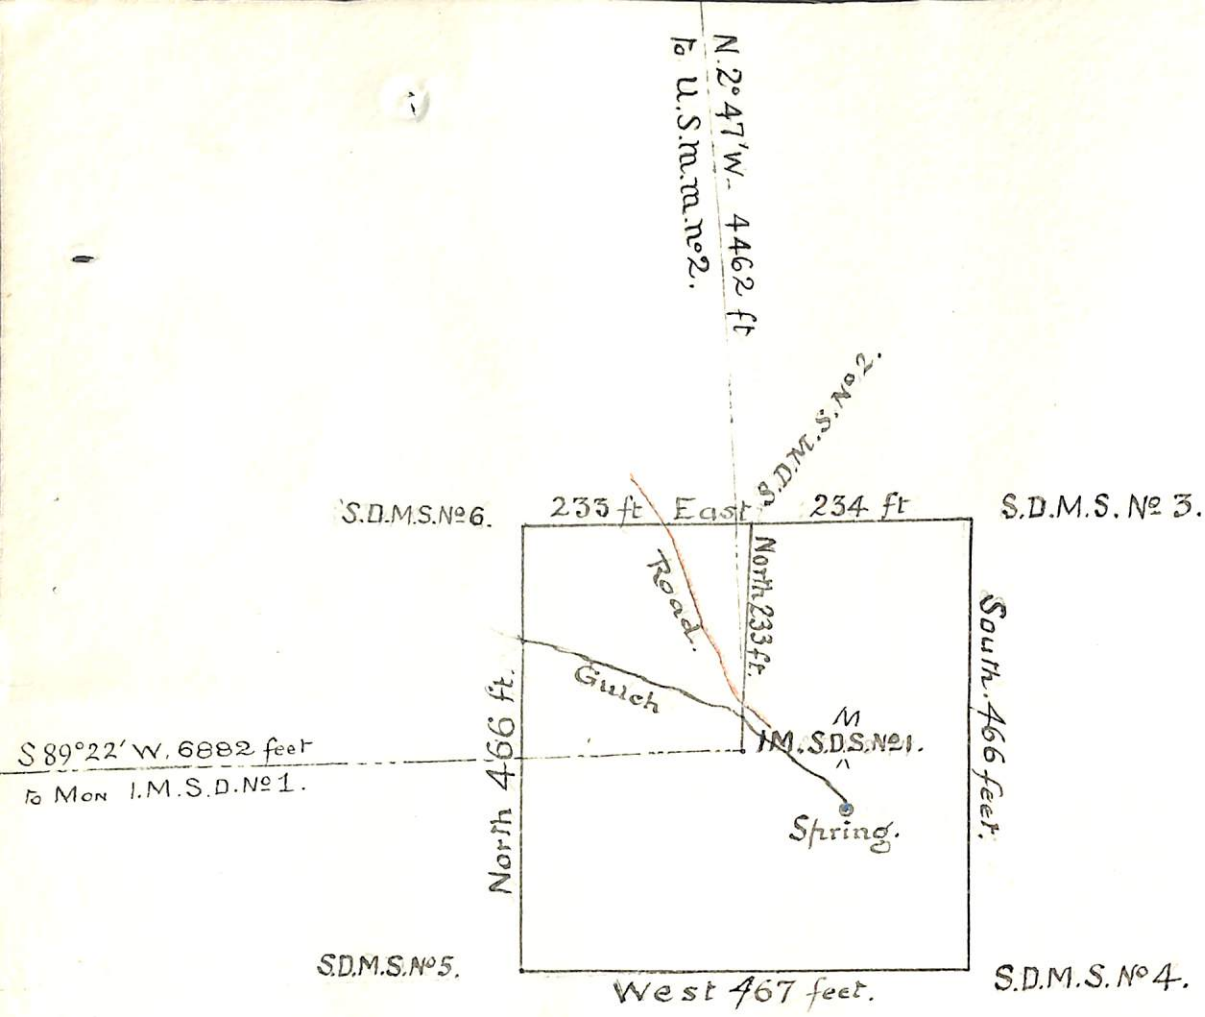 N. 2° 47' W. 4462 ft
to U.S.m.m.no2.
S.D.M.S. No 2.
S.D.M.S. No 6.
233 ft East 234 ft
S.D.M.S. No 3.
Road.
North 233 ft.
Gulch
South. 466 feet.
North 466 ft.
M
IM. S.D.S. No 1.
^
S 89° 22' W. 6882 feet
to Mon I.M.S.D. No 1.
Spring.
S.D.M.S. No 5.
West 467 feet.
S.D.M.S. No 4.